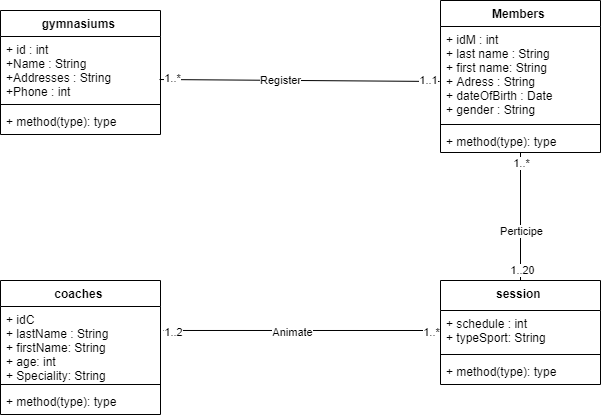 gymnasiums
+ id : int
+Name : String
+Addresses : String
+Phone : int
+ method(type): type
1..*
Register
1..1
Members
+ idM : int
+ last name : String
+ first name: String
+ Adress : String
+ dateOfBirth : Date
+ gender : String
+ method(type): type
1..*
Perticipe
1..20
coaches
+ idC
+ lastName : String
+ firstName: String
+ age: int
+ Speciality: String
+ method(type): type
1..2
Animate
1..*
session
+ schedule : int
+ typeSport: String
+ method(type): type